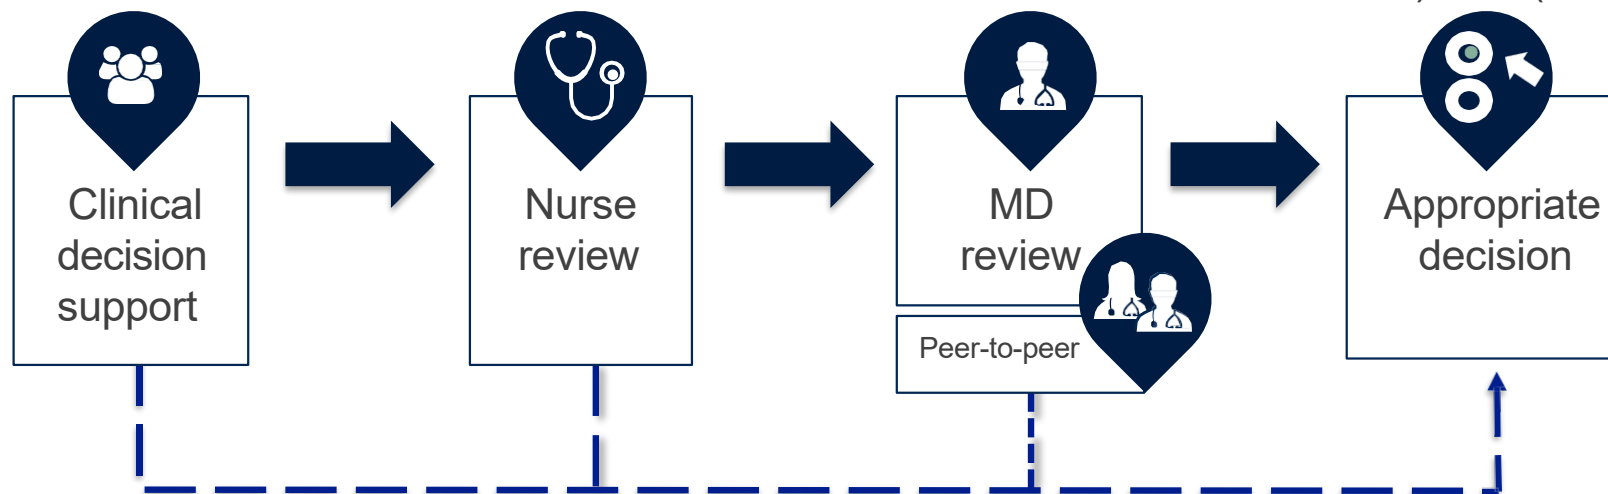 Clinical
decision
support
Nurse
review
MD
review
Peer-to-peer
Appropriate
decision